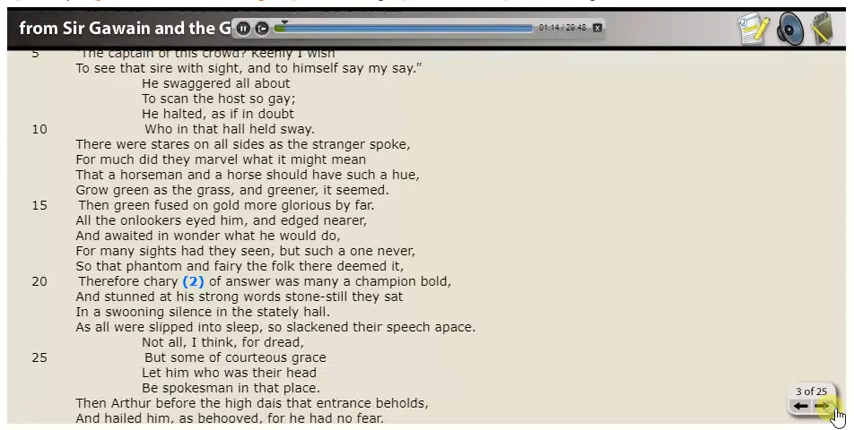 from Sir Gawain and the G
01:14 / 29:48
x
5 "The captain of this crowd? Keenly I wish
To see that sire with sight, and to himself say my say."
He swaggered all about
To scan the host so gay;
He halted, as if in doubt
10 Who in that hall held sway.
There were stares on all sides as the stranger spoke,
For much did they marvel what it might mean
That a horseman and a horse should have such a hue,
Grow green as the grass, and greener, it seemed.
15 Then green fused on gold more glorious by far.
All the onlookers eyed him, and edged nearer,
And awaited in wonder what he would do,
For many sights had they seen, but such a one never,
So that phantom and fairy the folk there deemed it,
20 Therefore chary (2) of answer was many a champion bold,
And stunned at his strong words stone-still they sat
In a swooning silence in the stately hall.
As all were slipped into sleep, so slackened their speech apace.
Not all, I think, for dread,
25 But some of courteous grace
Let him who was their head
Be spokesman in that place.
Then Arthur before the high dais that entrance beholds,
And hailed him, as behooved, for he had no fear.
3 of 25